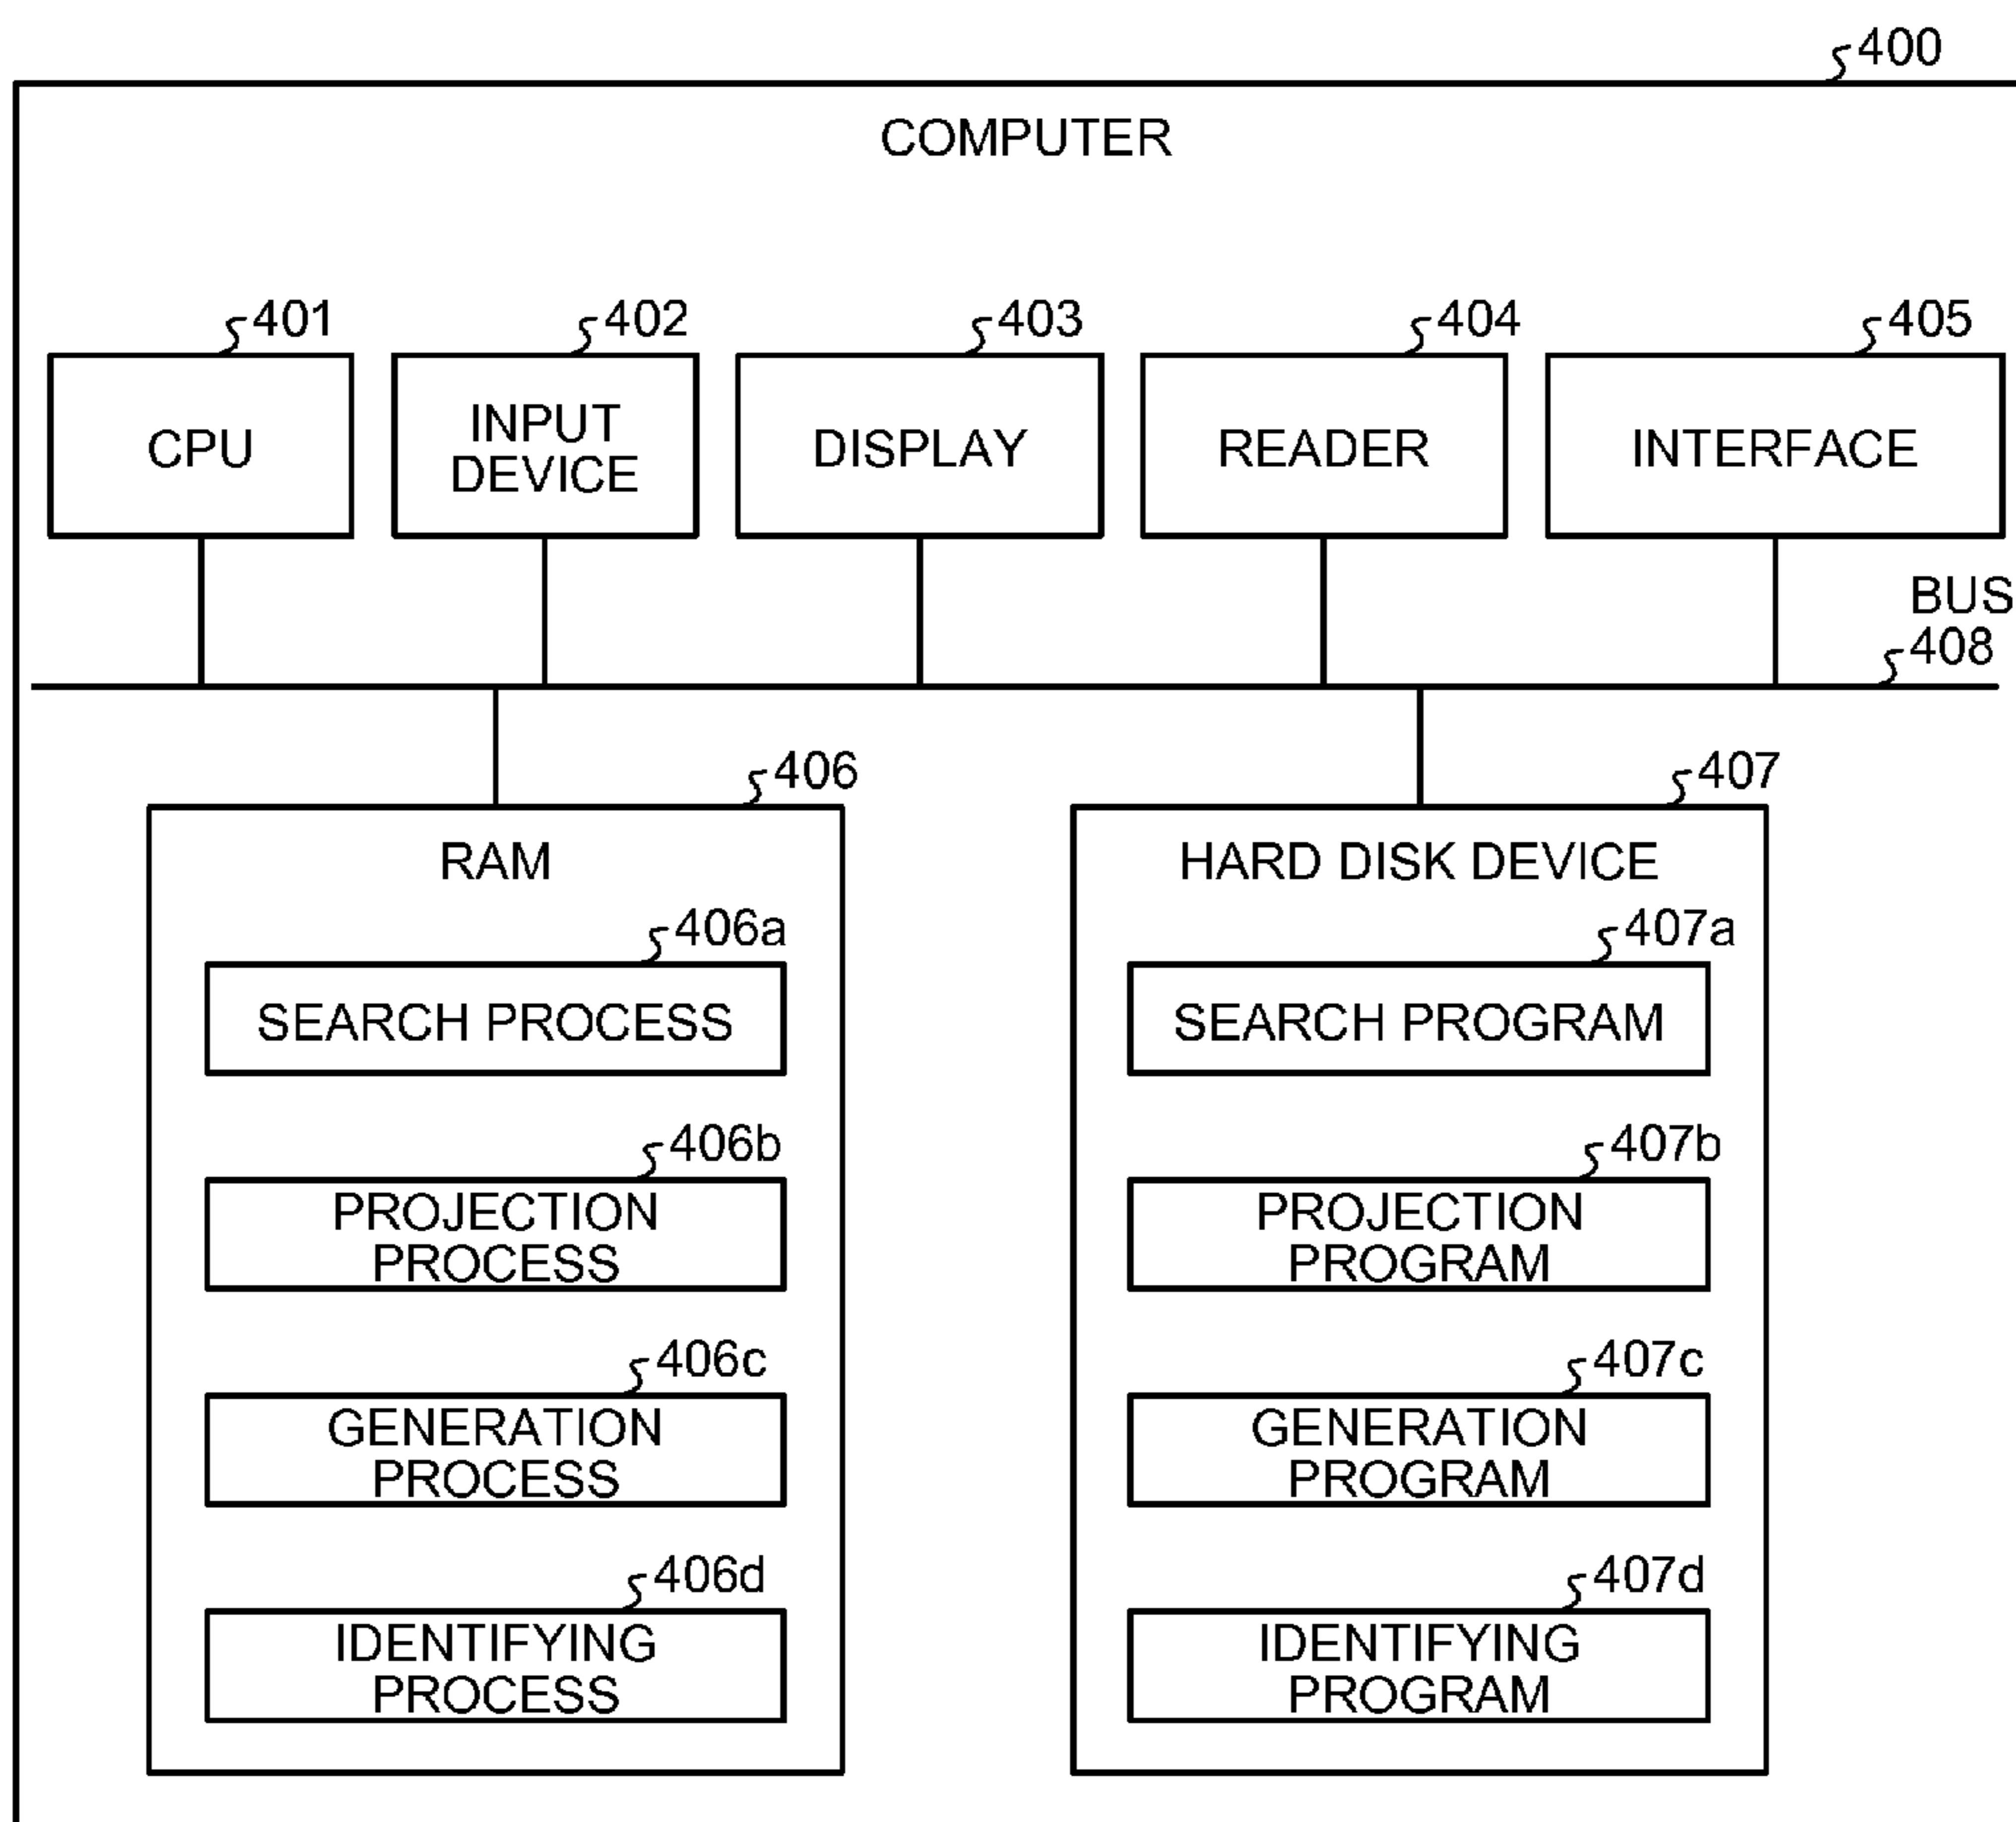 400
COMPUTER
401
402
403
404
405
CPU
INPUT
DEVICE
DISPLAY
READER
INTERFACE
BUS
408
406
407
RAM
HARD DISK DEVICE
406a
407a
SEARCH PROCESS
SEARCH PROGRAM
406b
407b
PROJECTION
PROCESS
PROJECTION
PROGRAM
406c
407c
GENERATION
PROCESS
GENERATION
PROGRAM
406d
407d
IDENTIFYING
PROCESS
IDENTIFYING
PROGRAM